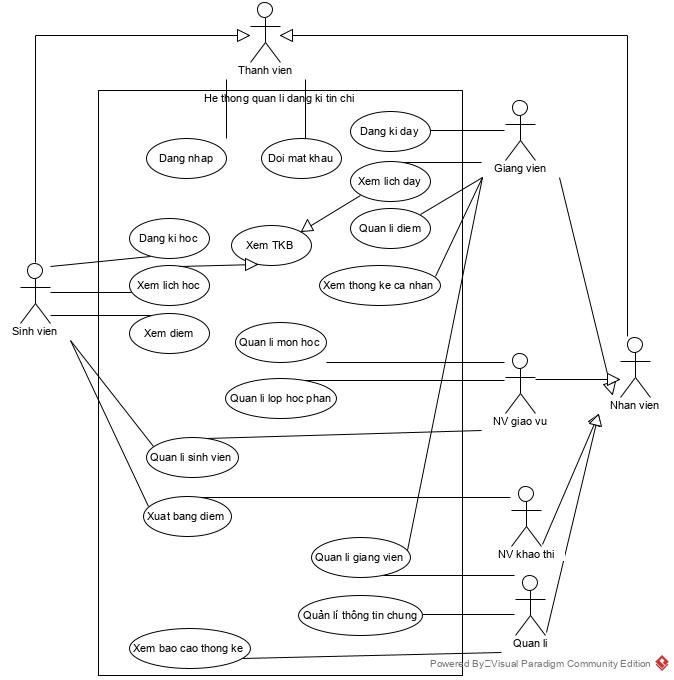 Thanh vien
He thong quan li dang ki tin chi
Dang ki day
Dang nhap
Doi mat khau
Giang vien
Xem lich day
Quan li diem
Dang ki hoc
Xem TKB
Xem lich hoc
Xem thong ke ca nhan
Sinh vien
Xem diem
Quan li mon hoc
Quan li lop hoc phan
Nhan vien
NV giao vu
Quan li sinh vien
Xuat bang diem
NV khao thi
Quan li giang vien
Quản lí thông tin chung
Quan li
Xem bao cao thong ke
Powered By Visual Paradigm Community Edition